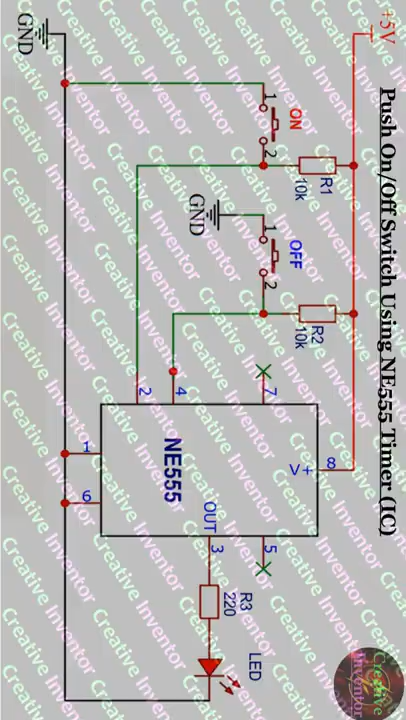 Push On/Off Switch Using NE555 Timer (IC)
+5V
R1
10k
R2
10k
ON
1
2
OFF
1
2
GND
GND
2
4
7
8
V+
NE555
1
6
OUT
3
5
R3
220
LED
Creative
Inventor